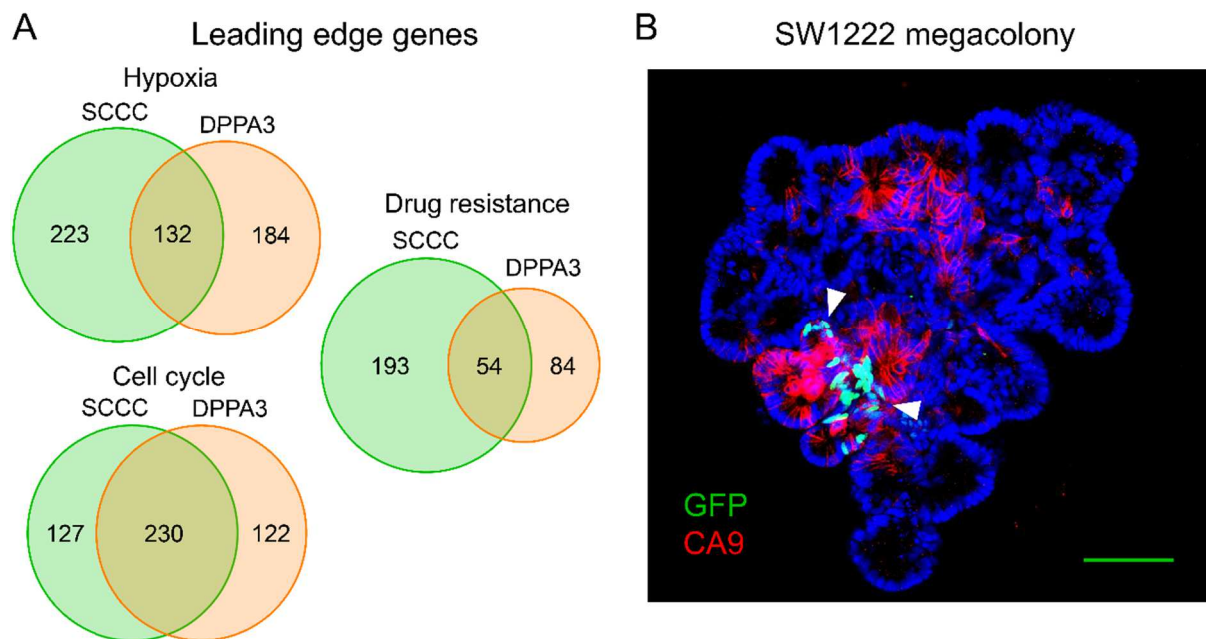 A
Leading edge genes
Hypoxia
SCCC
DPPA3
223
132
184
Drug resistance
SCCC
DPPA3
193
54
84
Cell cycle
SCCC
DPPA3
127
230
122
B
SW1222 megacolony
GFP
CA9